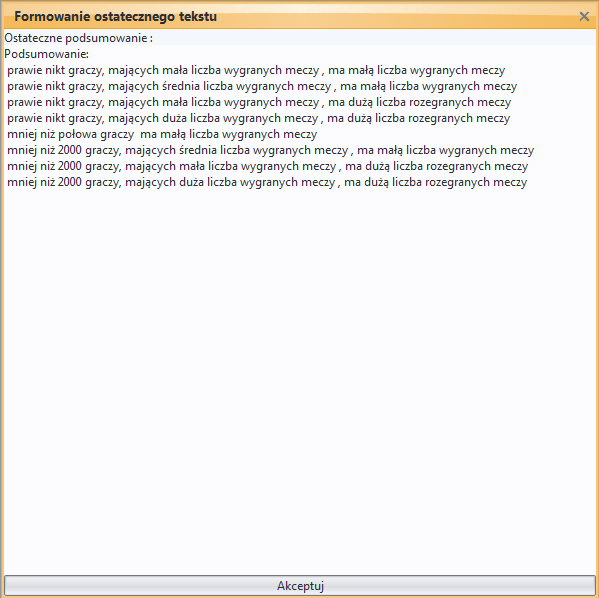 Formowanie ostatecznego tekstu
Ostateczne podsumowanie :
Podsumowanie:
prawie nikt graczy, mających mała liczba wygranych meczy , ma małą liczba wygranych meczy
prawie nikt graczy, mających średnia liczba wygranych meczy , ma małą liczba wygranych meczy
prawie nikt graczy, mających mała liczba wygranych meczy , ma dużą liczba rozegranych meczy
prawie nikt graczy, mających duża liczba wygranych meczy , ma dużą liczba rozegranych meczy
mniej niż połowa graczy  ma małą liczba wygranych meczy
mniej niż 2000 graczy, mających średnia liczba wygranych meczy , ma małą liczba wygranych meczy
mniej niż 2000 graczy, mających mała liczba wygranych meczy , ma dużą liczba rozegranych meczy
mniej niż 2000 graczy, mających duża liczba wygranych meczy , ma dużą liczba rozegranych meczy
Akceptuj